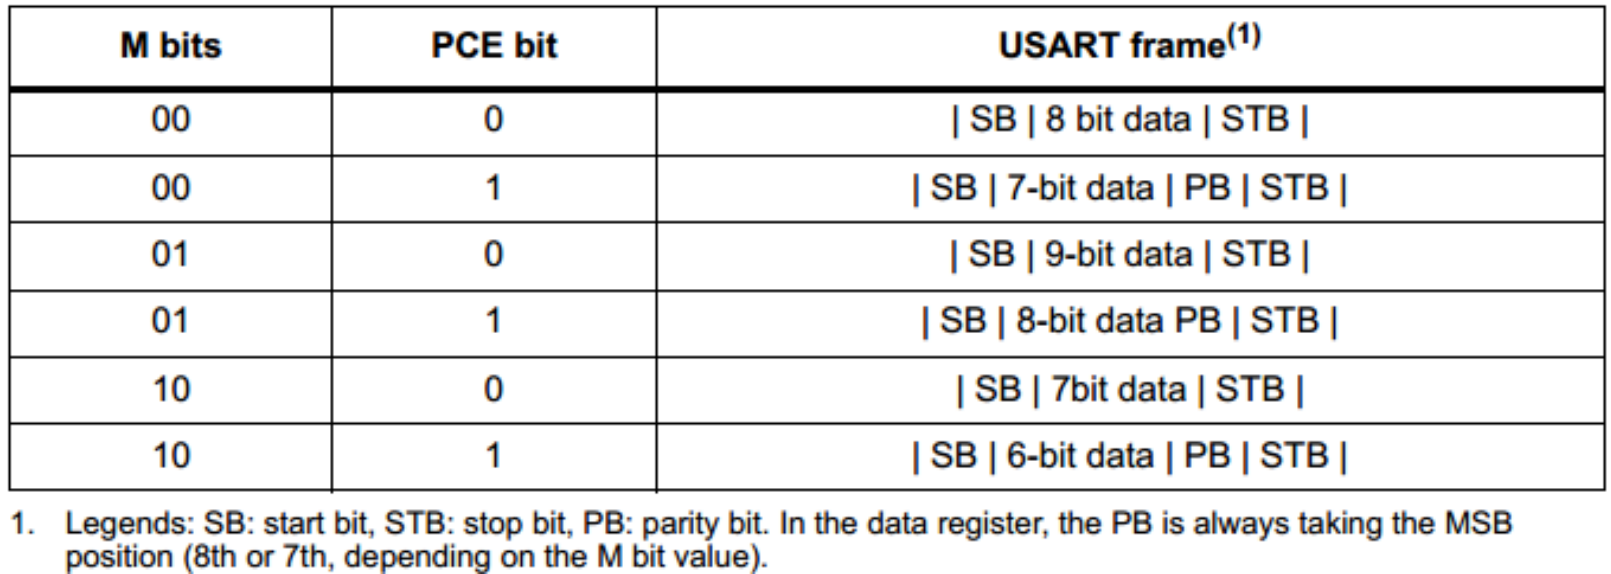 M bits PCE bit USART frame(1)
00 0 | SB | 8 bit data | STB |
00 1 | SB | 7-bit data | PB | STB |
01 0 | SB | 9-bit data | STB |
01 1 | SB | 8-bit data PB | STB |
10 0 | SB | 7bit data | STB |
10 1 | SB | 6-bit data | PB | STB |
1. Legends: SB: start bit, STB: stop bit, PB: parity bit. In the data register, the PB is always taking the MSB
position (8th or 7th, depending on the M bit value).